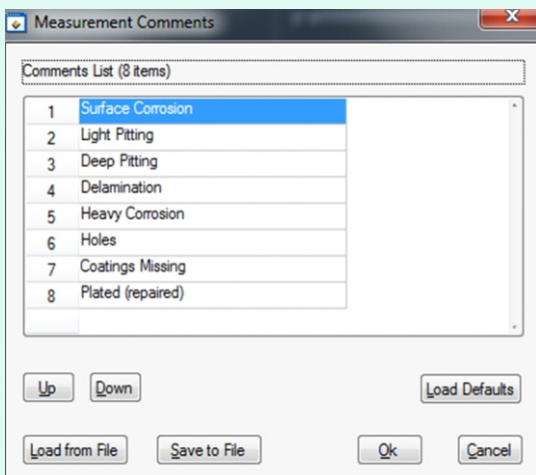 Measurement Comments
Comments List (8 items)
1 Surface Corrosion
2 Light Pitting
3 Deep Pitting
4 Delamination
5 Heavy Corrosion
6 Holes
7 Coatings Missing
8 Plated (repaired)
Up Down Load Defaults
Load from File Save to File Ok Cancel